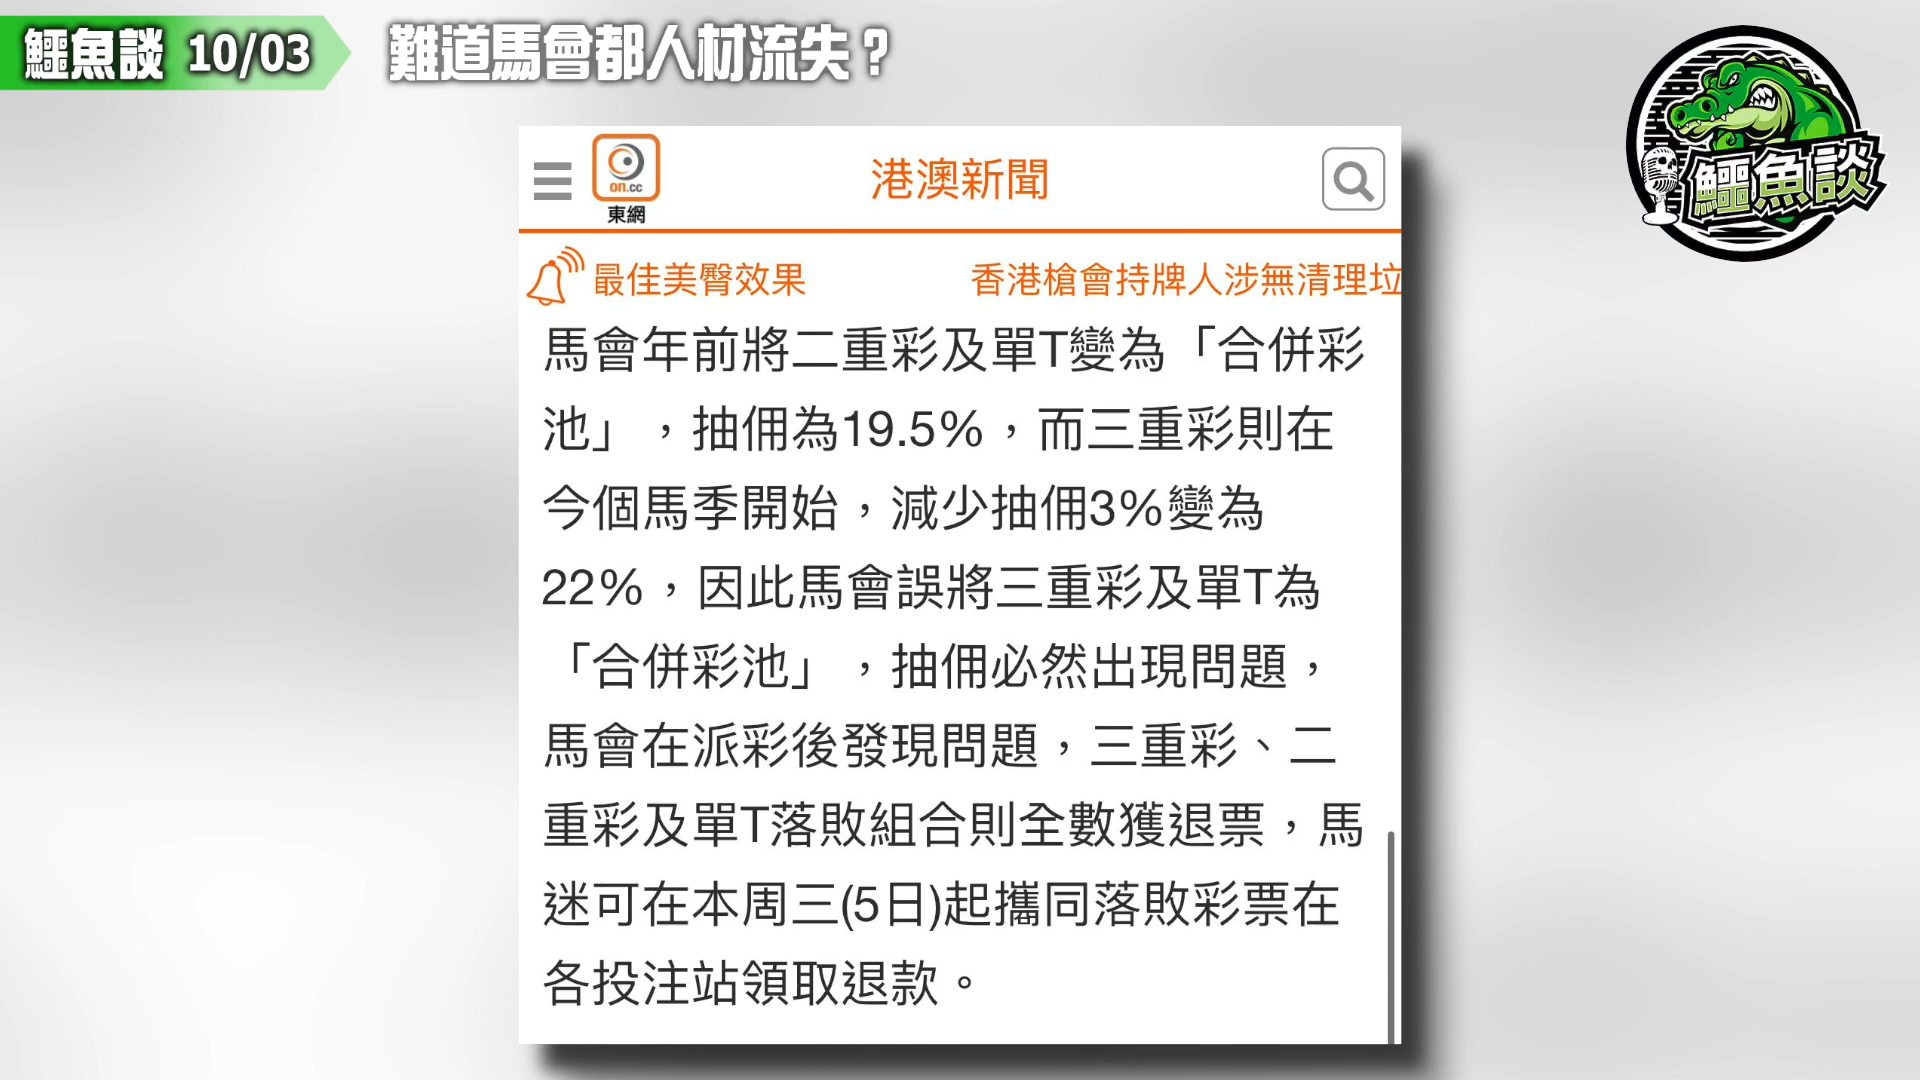 鱷魚談 10/03
難道馬會都人材流失？
鱷魚談
on.cc
東網
港澳新聞
最佳美臀效果
香港槍會持牌人涉無清理垃
馬會年前將二重彩及單T變為「合併彩
池」，抽佣為19.5%，而三重彩則在
今個馬季開始，減少抽佣3%變為
22%，因此馬會誤將三重彩及單T為
「合併彩池」，抽佣必然出現問題，
馬會在派彩後發現問題，三重彩、二
重彩及單T落敗組合則全數獲退票，馬
迷可在本周三(5日)起攜同落敗彩票在
各投注站領取退款。